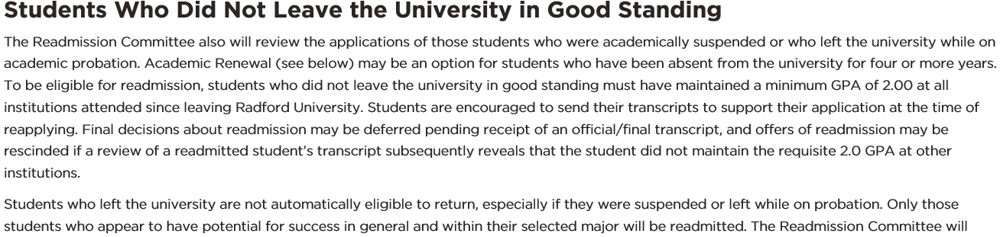 Students Who Did Not Leave the University in Good Standing
The Readmission Committee also will review the applications of those students who were academically suspended or who left the university while on
academic probation. Academic Renewal (see below) may be an option for students who have been absent from the university for four or more years.
To be eligible for readmission, students who did not leave the university in good standing must have maintained a minimum GPA of 2.00 at all
institutions attended since leaving Radford University. Students are encouraged to send their transcripts to support their application at the time of
reapplying. Final decisions about readmission may be deferred pending receipt of an official/final transcript, and offers of readmission may be
rescinded if a review of a readmitted student’s transcript subsequently reveals that the student did not maintain the requisite 2.0 GPA at other
institutions.
Students who left the university are not automatically eligible to return, especially if they were suspended or left while on probation. Only those
students who appear to have potential for success in general and within their selected major will be readmitted. The Readmission Committee will